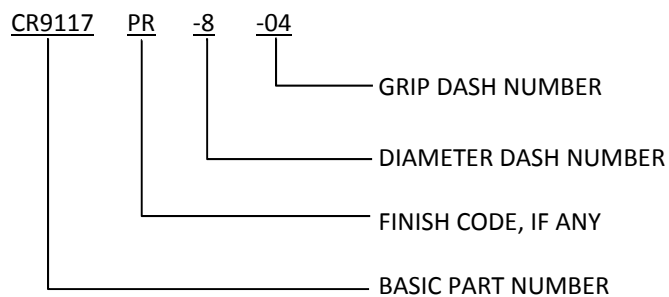 CR9117 PR -8 -04
GRIP DASH NUMBER
DIAMETER DASH NUMBER
FINISH CODE, IF ANY
BASIC PART NUMBER